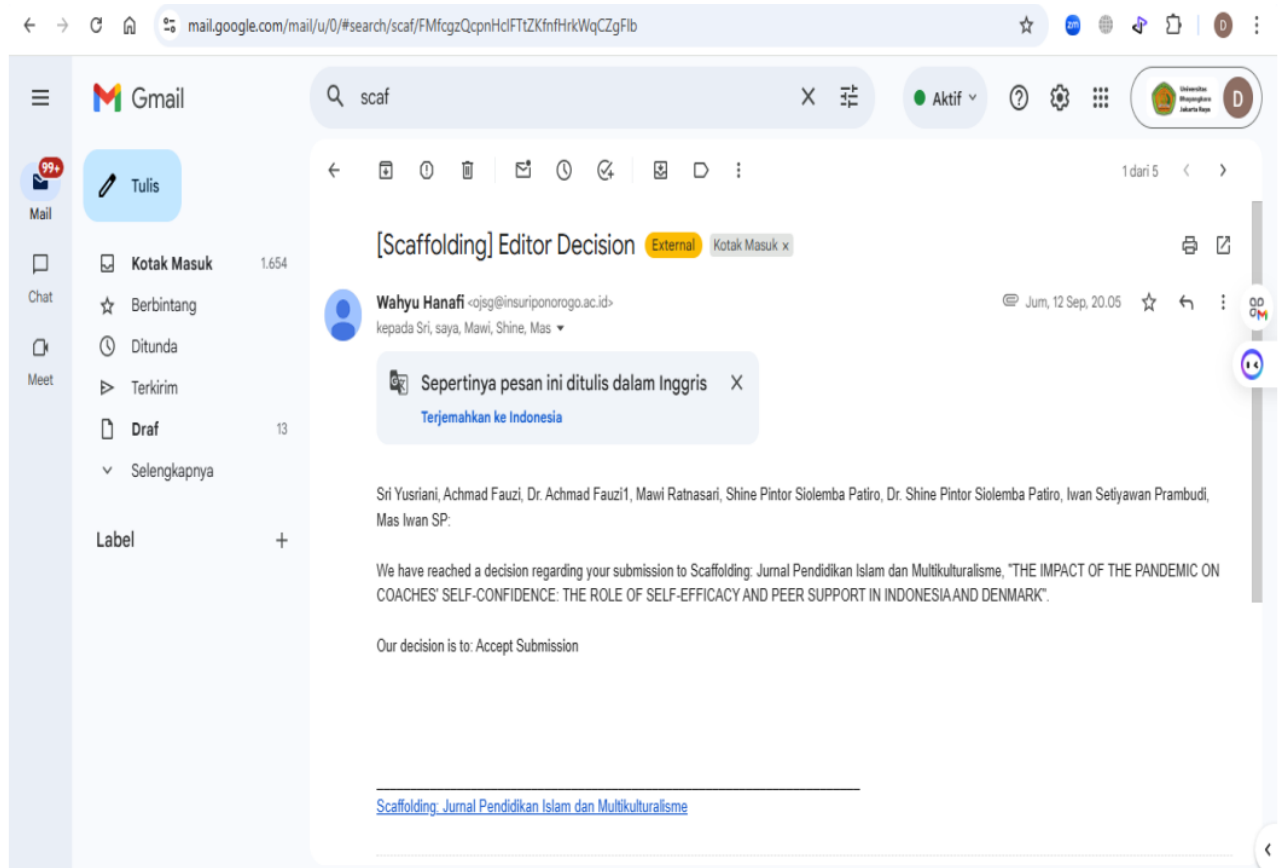 mail.google.com/mail/u/0/#search/scaf/FMfcgzQcpnHclFTtZKfnfHrkWqCZgFlb
zm
D
Gmail
scaf
Aktif
Universitas
Bhayangkara
Jakarta Raya
D
99+
Mail
Chat
Meet
Tulis
Kotak Masuk 1.654
Berbintang
Ditunda
Terkirim
Draf 13
Selengkapnya
Label +
1 dari 5
[Scaffolding] Editor Decision External Kotak Masuk x
Wahyu Hanafi <ojsg@insuriponorogo.ac.id> Jum, 12 Sep, 20.05
kepada Sri, saya, Mawi, Shine, Mas
Sepertinya pesan ini ditulis dalam Inggris
Terjemahkan ke Indonesia
Sri Yusriani, Achmad Fauzi, Dr. Achmad Fauzi1, Mawi Ratnasari, Shine Pintor Siolemba Patiro, Dr. Shine Pintor Siolemba Patiro, Iwan Setiyawan Prambudi,
Mas Iwan SP:
We have reached a decision regarding your submission to Scaffolding: Jurnal Pendidikan Islam dan Multikulturalisme, "THE IMPACT OF THE PANDEMIC ON
COACHES' SELF-CONFIDENCE: THE ROLE OF SELF-EFFICACY AND PEER SUPPORT IN INDONESIA AND DENMARK".
Our decision is to: Accept Submission
Scaffolding: Jurnal Pendidikan Islam dan Multikulturalisme